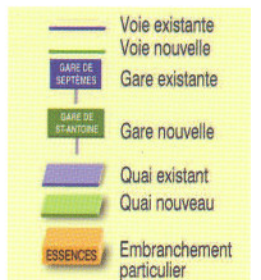 Voie existante
Voie nouvelle
GARE DE
SEPTÈMES
Gare existante
GARE DE
ST-ANTOINE
Gare nouvelle
Quai existant
Quai nouveau
ESSENCES
Embranchement
particulier